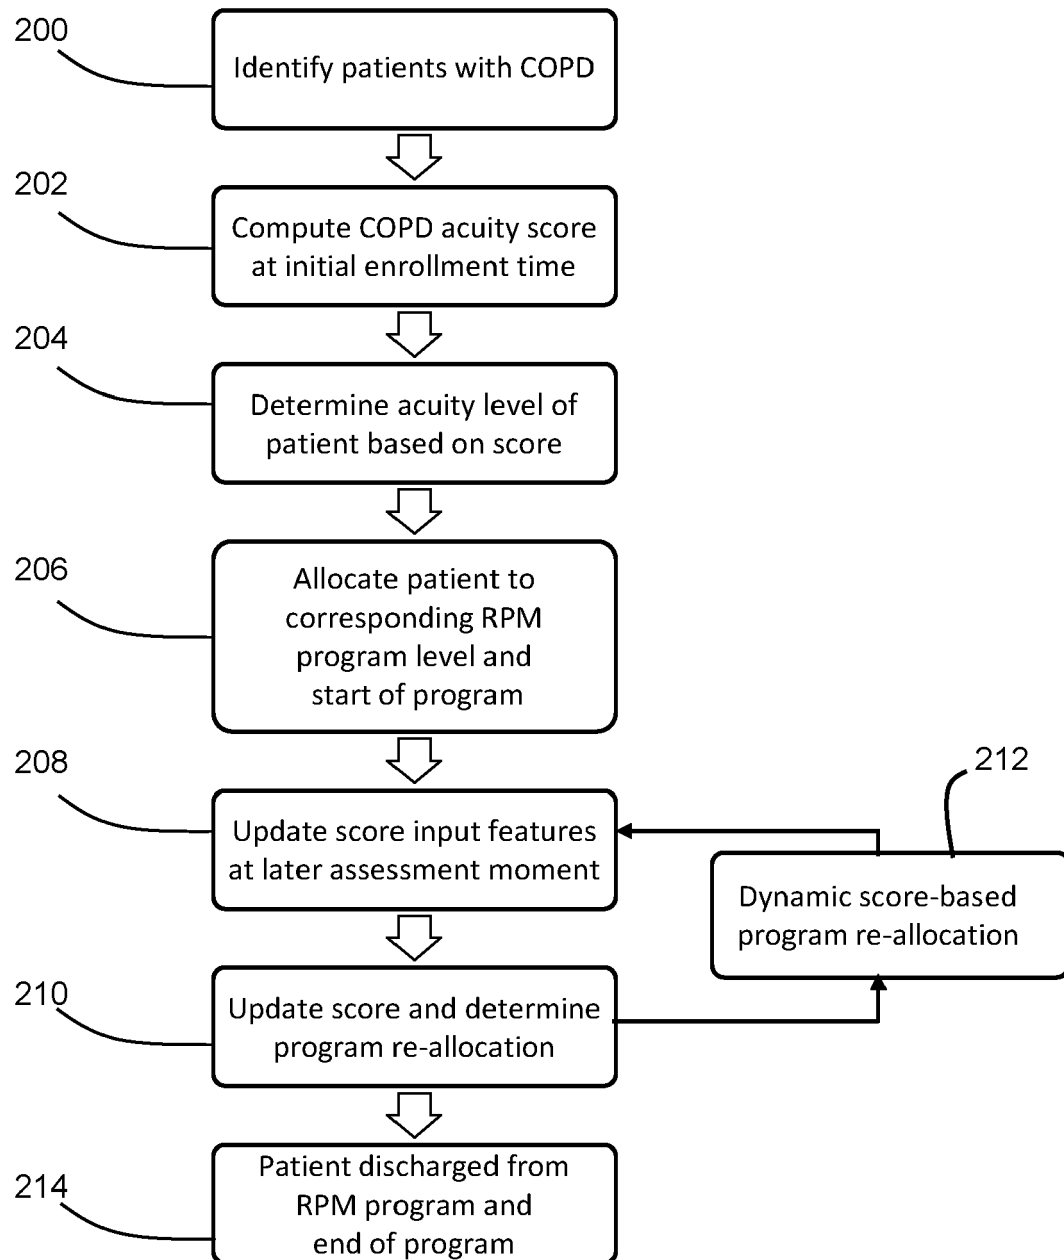 200
Identify patients with COPD
202
Compute COPD acuity score
at initial enrollment time
204
Determine acuity level of
patient based on score
206
Allocate patient to
corresponding RPM
program level and
start of program
208
Update score input features
at later assessment moment
212
Dynamic score-based
program re-allocation
210
Update score and determine
program re-allocation
214
Patient discharged from
RPM program and
end of program